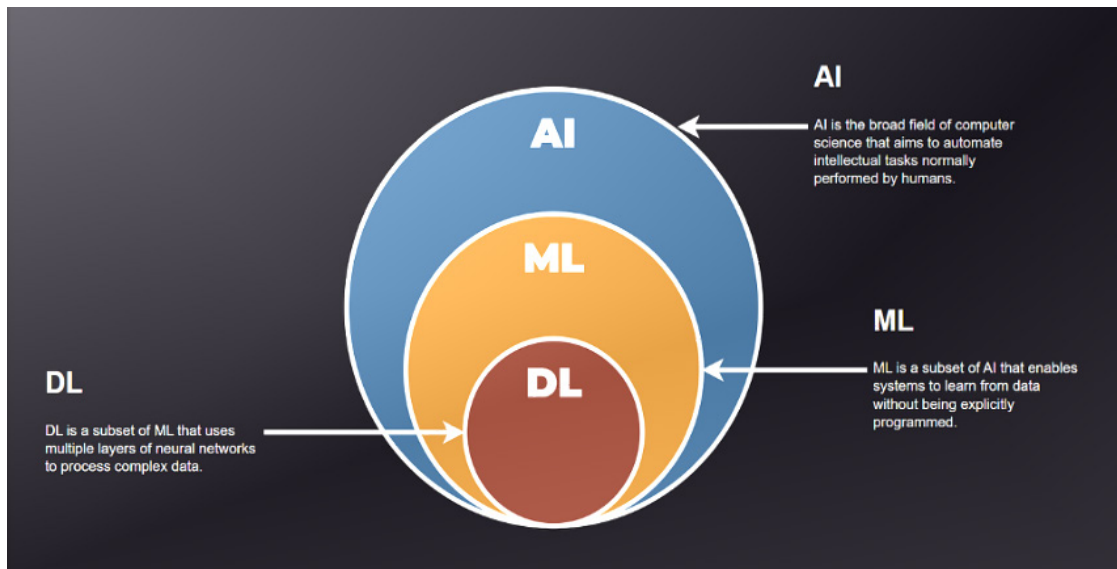 AI
AI is the broad field of computer
science that aims to automate
intellectual tasks normally
performed by humans.
AI
ML
DL
ML
ML is a subset of AI that enables
systems to learn from data
without being explicitly
programmed.
DL
DL is a subset of ML that uses
multiple layers of neural networks
to process complex data.